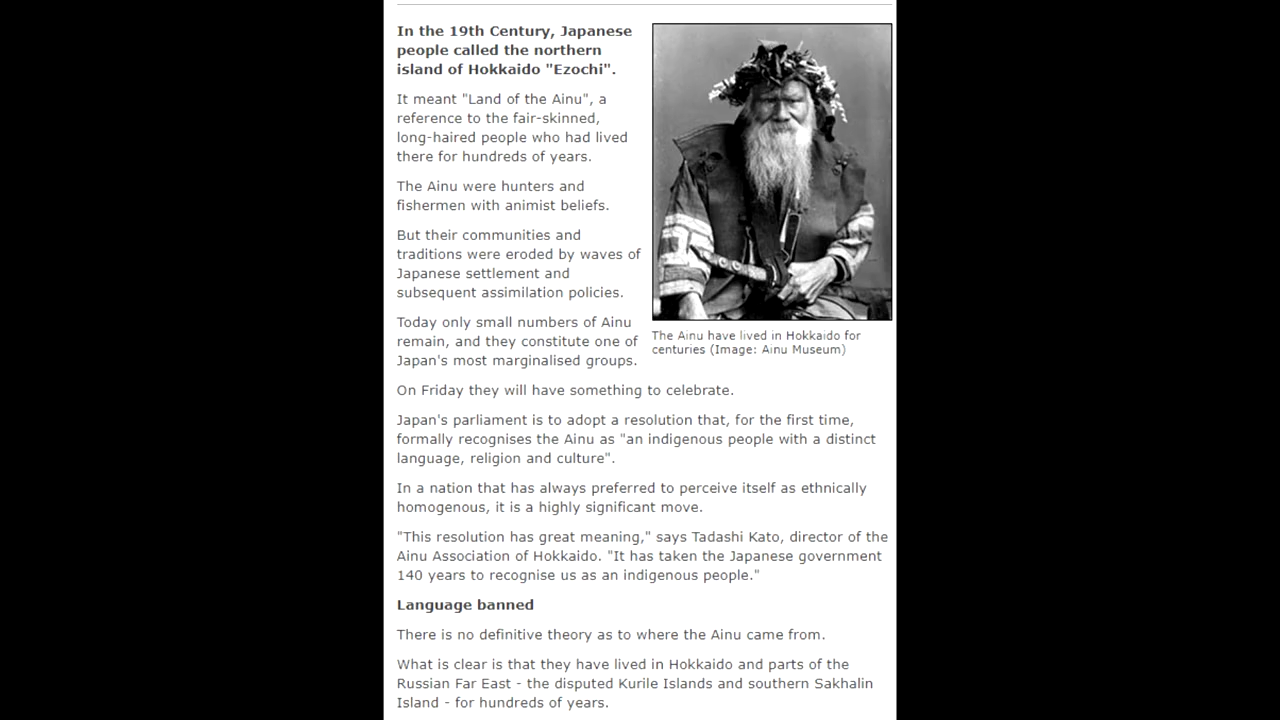 In the 19th Century, Japanese
people called the northern
island of Hokkaido "Ezochi".
It meant "Land of the Ainu", a
reference to the fair-skinned,
long-haired people who had lived
there for hundreds of years.
The Ainu were hunters and
fishermen with animist beliefs.
But their communities and
traditions were eroded by waves of
Japanese settlement and
subsequent assimilation policies.
Today only small numbers of Ainu
remain, and they constitute one of
Japan's most marginalised groups.
The Ainu have lived in Hokkaido for
centuries (Image: Ainu Museum)
On Friday they will have something to celebrate.
Japan's parliament is to adopt a resolution that, for the first time,
formally recognises the Ainu as "an indigenous people with a distinct
language, religion and culture".
In a nation that has always preferred to perceive itself as ethnically
homogenous, it is a highly significant move.
"This resolution has great meaning," says Tadashi Kato, director of the
Ainu Association of Hokkaido. "It has taken the Japanese government
140 years to recognise us as an indigenous people."
Language banned
There is no definitive theory as to where the Ainu came from.
What is clear is that they have lived in Hokkaido and parts of the
Russian Far East - the disputed Kurile Islands and southern Sakhalin
Island - for hundreds of years.